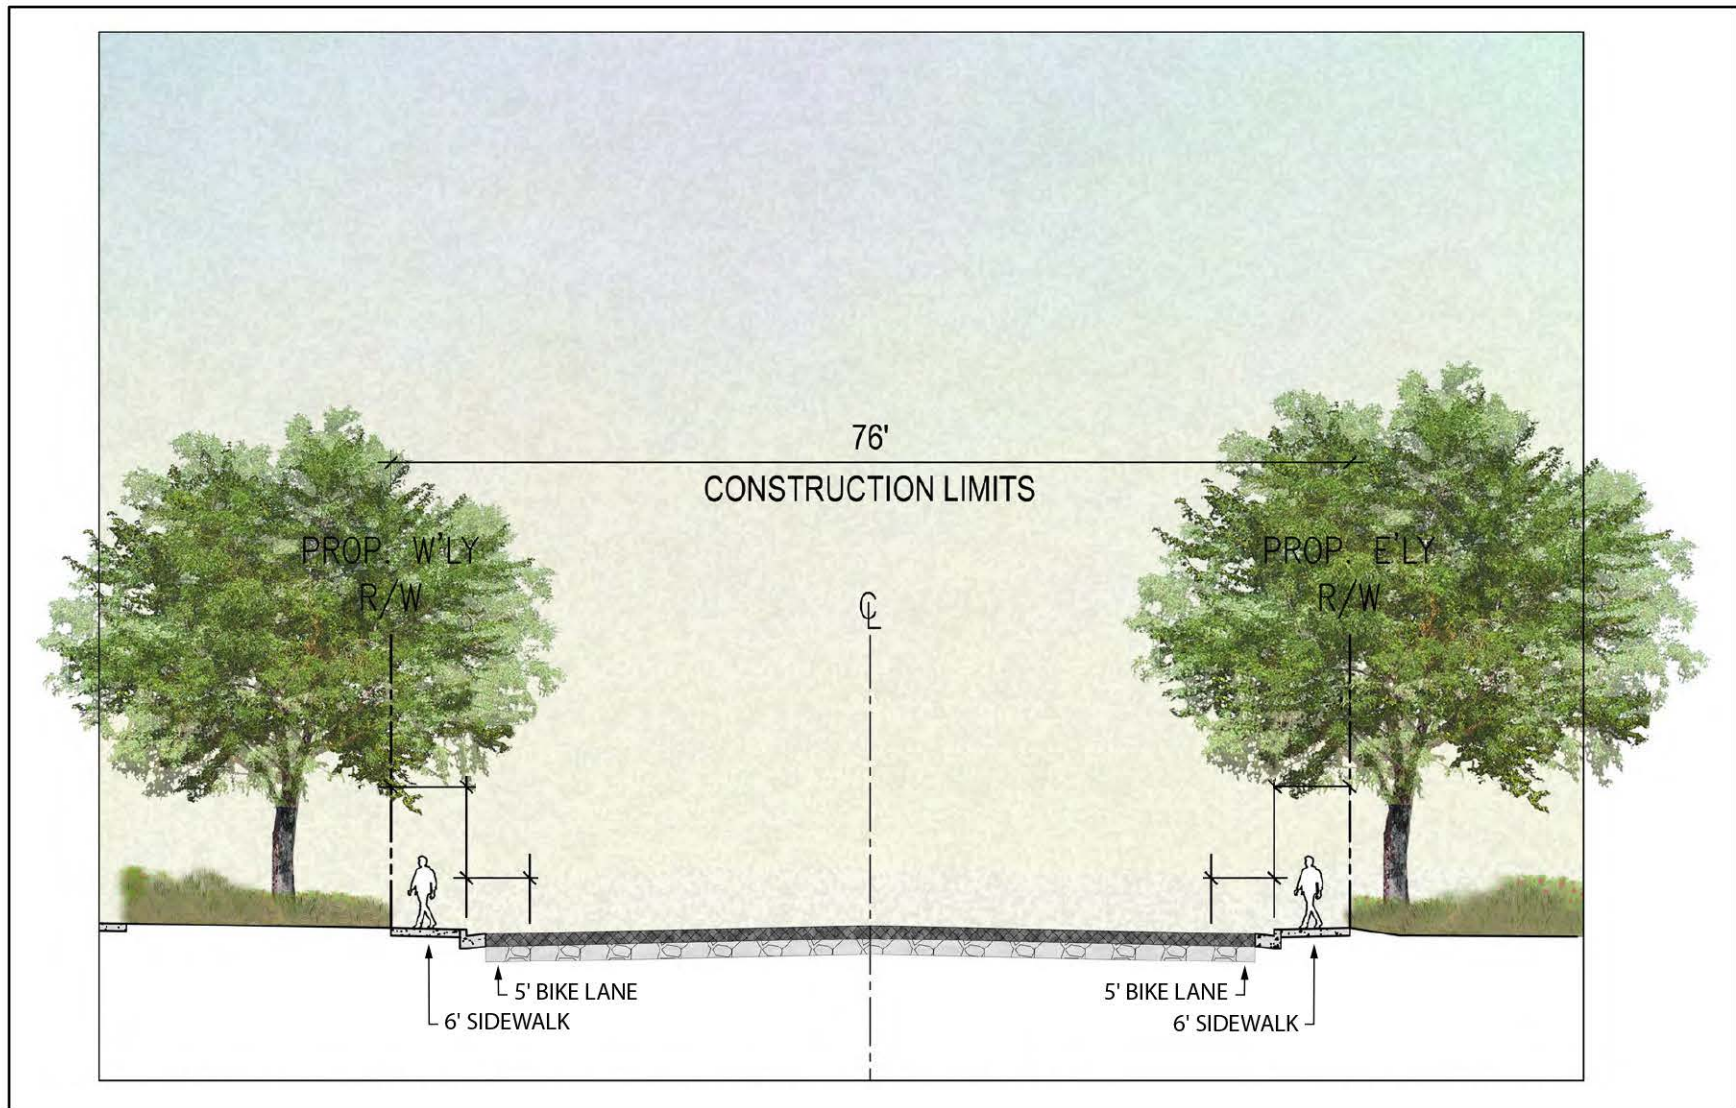 76'
CONSTRUCTION LIMITS
PROP. W'LY
R/W
PROP. E'LY
R/W
℄
5' BIKE LANE
6' SIDEWALK
5' BIKE LANE
6' SIDEWALK